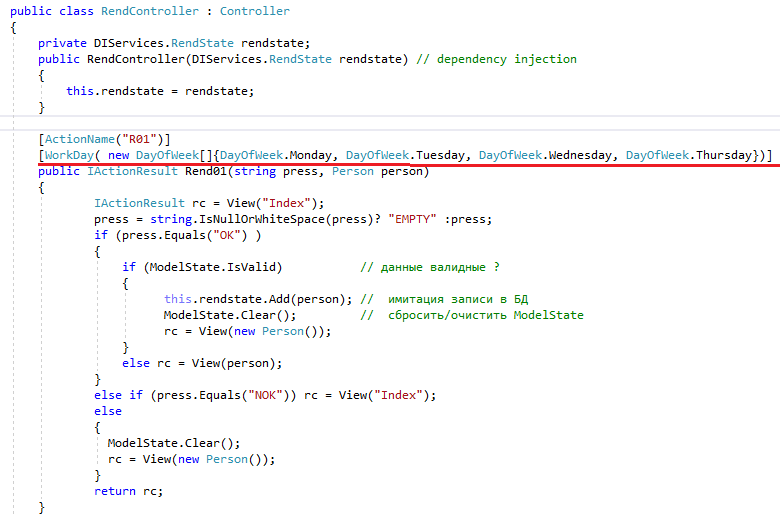 public class RendController : Controller
{
    private DIServices.RendState rendstate;
    public RendController(DIServices.RendState rendstate) // dependency injection
    {
        this.rendstate = rendstate;
    }

    [ActionName("R01")]
    [WorkDay( new DayOfWeek[]{DayOfWeek.Monday, DayOfWeek.Tuesday, DayOfWeek.Wednesday, DayOfWeek.Thursday})]
    public IActionResult Rend01(string press, Person person)
    {
            IActionResult rc = View("Index");
            press = string.IsNullOrWhiteSpace(press)? "EMPTY" :press;
            if (press.Equals("OK") )
            {
                if (ModelState.IsValid)           // данные валидные ?
                {
                      this.rendstate.Add(person); //  имитация записи в БД
                      ModelState.Clear();         //  сбросить/очистить ModelState
                      rc = View(new Person());
                }
                else rc = View(person);
            }
            else if (press.Equals("NOK")) rc = View("Index");
            else
            {
              ModelState.Clear();
              rc = View(new Person());
            }
            return rc;
    }